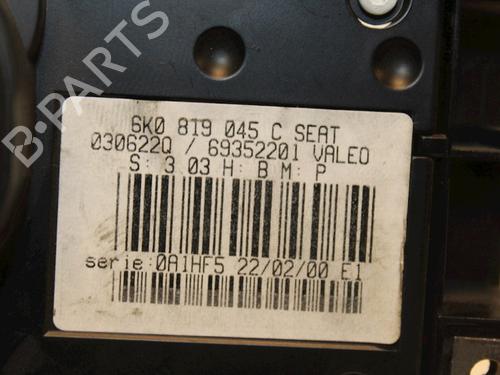 B-PARTS
6K0 819 045 C SEAT
030622Q / 69352201 VALEO
S: 3 03 H: B M: P
serie:0A1HF5 22/02/00 E1